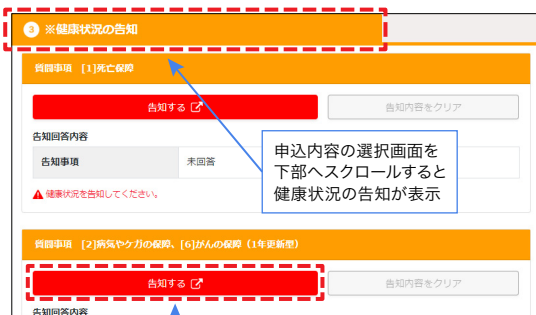 3 ※健康状況の告知
質問事項 [1]死亡保障
告知する
告知内容をクリア
告知回答内容
告知事項 未回答
申込内容の選択画面を
下部へスクロールすると
健康状況の告知が表示
健康状況を告知してください。
質問事項 [2]病気やケガの保障、[6]がんの保障（1年更新型）
告知する
告知内容をクリア
告知回答内容